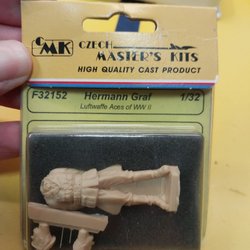 CMK
CZECH
MASTER'S KITS
HIGH QUALITY CAST PRODUCT
F32152 Hermann Graf 1/32
Luftwaffe Aces of WW II